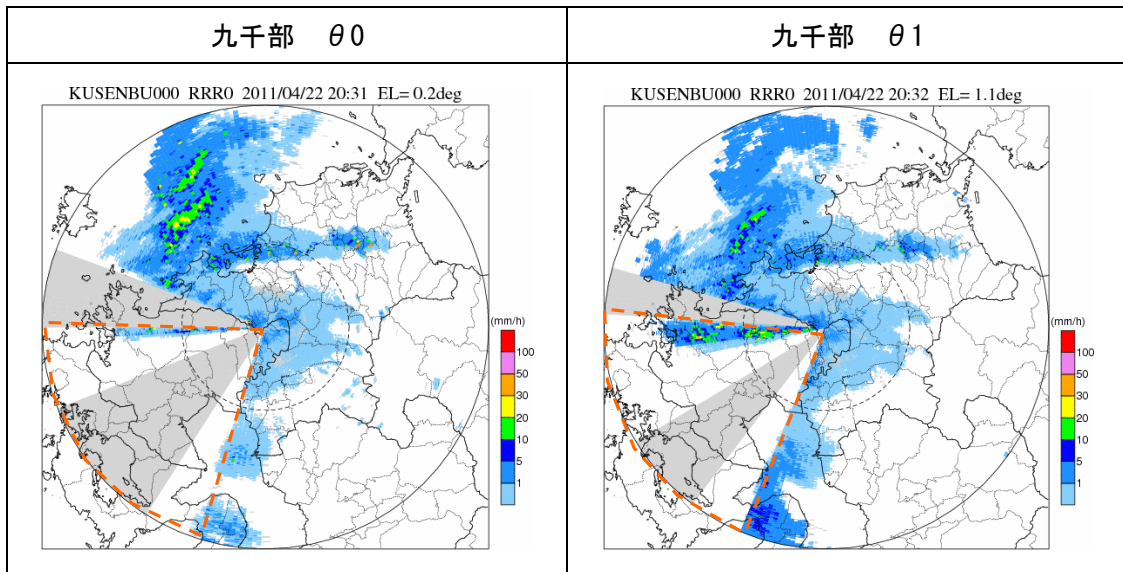 九千部 θ0
九千部 θ1
KUSENBU000 RRR0 2011/04/22 20:31 EL= 0.2deg
(mm/h)
100
50
30
20
10
5
1
KUSENBU000 RRR0 2011/04/22 20:32 EL= 1.1deg
(mm/h)
100
50
30
20
10
5
1